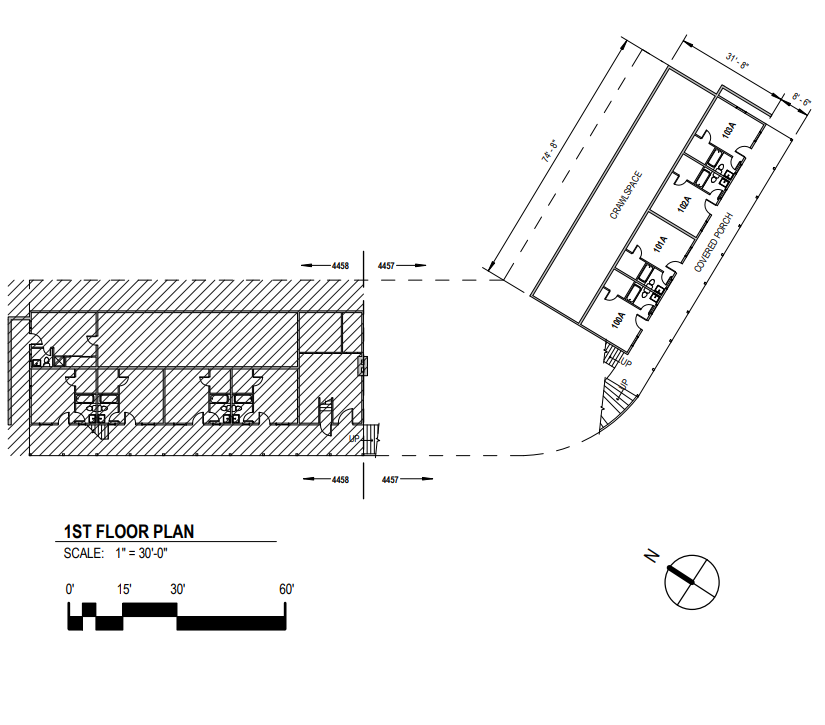 31'- 8"
8'- 6"
74'- 8"
103A
CRAWLSPACE
102A
COVERED PORCH
101A
4458 4457
100A
UP
UP
UP
4458 4457
1ST FLOOR PLAN
SCALE: 1" = 30'-0"
N
0' 15' 30' 60'